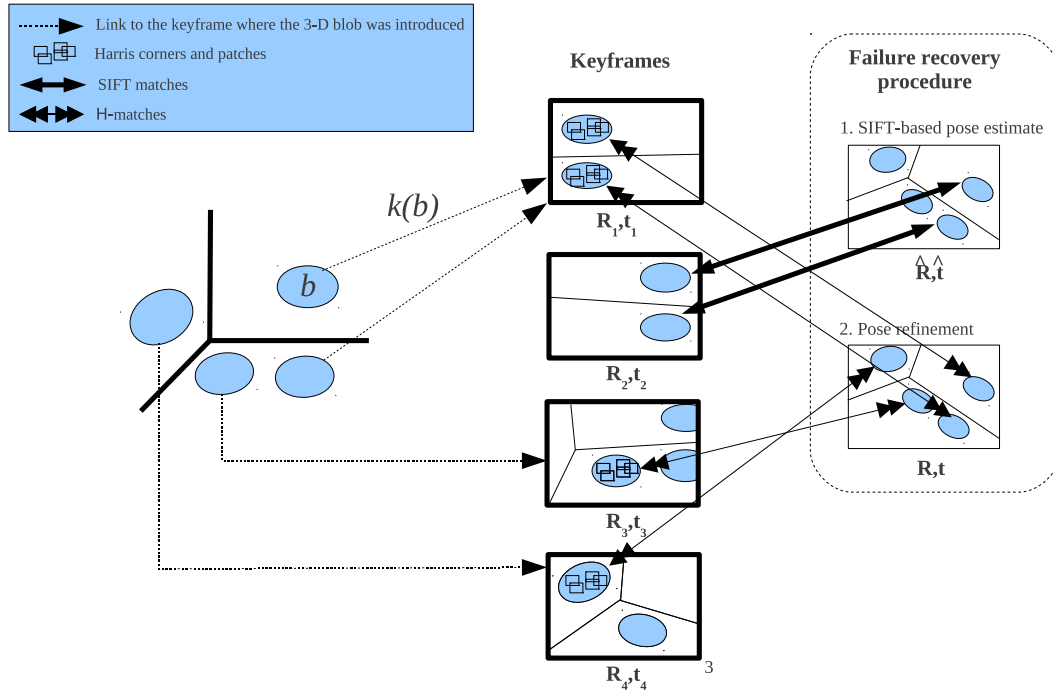 Link to the keyframe where the 3-D blob was introduced
Harris corners and patches
SIFT matches
H-matches
Keyframes
Failure recovery
procedure
1. SIFT-based pose estimate
k(b)
b
R₁,t₁
R̂,t̂
R₂,t₂
2. Pose refinement
R₃,t₃
R,t
R₄,t₄
3